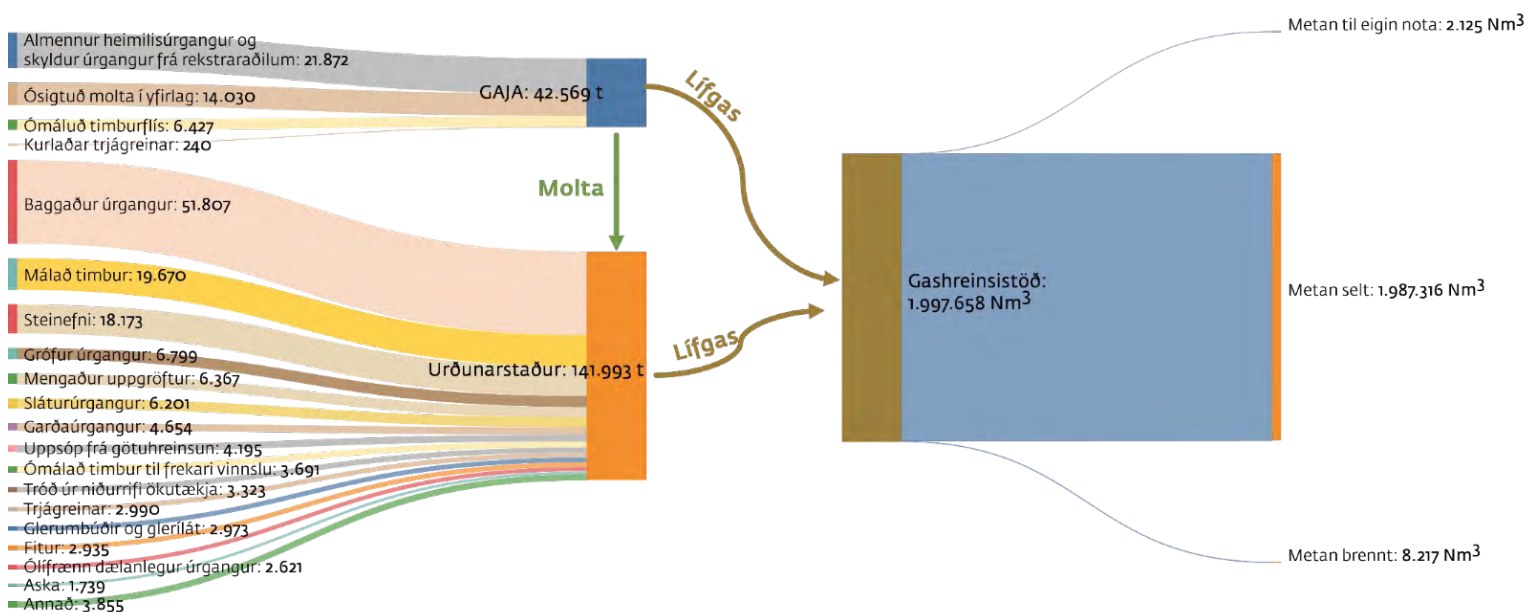 Almennur heimilisúrgangur og
skyldur úrgangur frá rekstraraðilum: 21.872
Ósigtuð molta í yfirlag: 14.030
Ómáluð timburflís: 6.427
Kurlaðar trjágreinar: 240
Baggaður úrgangur: 51.807
Málað timbur: 19.670
Steinefni: 18.173
Grófur úrgangur: 6.799
Mengaður uppgröftur: 6.367
Sláturúrgangur: 6.201
Garðaúrgangur: 4.654
Uppsóp frá götuhreinsun: 4.195
Ómálað timbur til frekari vinnslu: 3.691
Tróð úr niðurrifi ökutækja: 3.323
Trjágreinar: 2.990
Glerumbúðir og glerílát: 2.973
Fitur: 2.935
Ólífrænn dælanlegur úrgangur: 2.621
Aska: 1.739
Annað: 3.855
GAJA: 42.569 t
Molta
Urðunarstaður: 141.993 t
Lífgas
Lífgas
Gashreinsistöð:
1.997.658 Nm³
Metan til eigin nota: 2.125 Nm³
Metan selt: 1.987.316 Nm³
Metan brennt: 8.217 Nm³